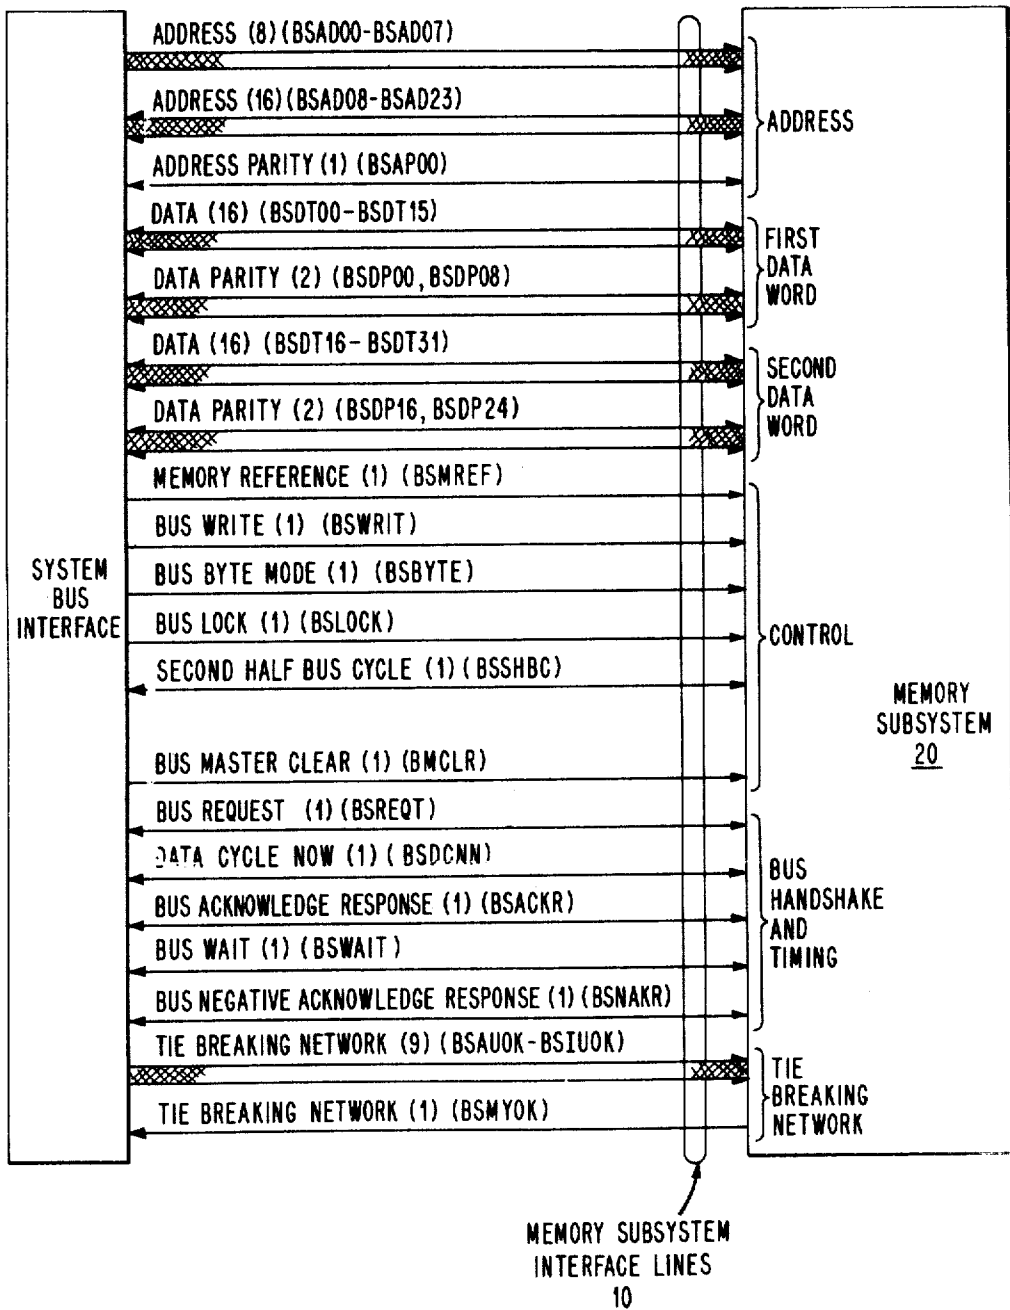 ADDRESS (8) (BSAD00-BSAD07)
ADDRESS (16) (BSAD08-BSAD23)
ADDRESS PARITY (1) (BSAP00)
ADDRESS
DATA (16) (BSDT00-BSDT15)
DATA PARITY (2) (BSDP00, BSDP08)
FIRST
DATA
WORD
DATA (16) (BSDT16-BSDT31)
DATA PARITY (2) (BSDP16, BSDP24)
SECOND
DATA
WORD
MEMORY REFERENCE (1) (BSMREF)
BUS WRITE (1) (BSWRIT)
BUS BYTE MODE (1) (BSBYTE)
BUS LOCK (1) (BSLOCK)
SECOND HALF BUS CYCLE (1) (BSSHBC)
BUS MASTER CLEAR (1) (BMCLR)
CONTROL
SYSTEM
BUS
INTERFACE
MEMORY
SUBSYSTEM
20
BUS REQUEST (1) (BSREQT)
DATA CYCLE NOW (1) (BSDCNN)
BUS ACKNOWLEDGE RESPONSE (1) (BSACKR)
BUS WAIT (1) (BSWAIT)
BUS NEGATIVE ACKNOWLEDGE RESPONSE (1) (BSNAKR)
BUS
HANDSHAKE
AND
TIMING
TIE BREAKING NETWORK (9) (BSAUOK-BSIUOK)
TIE BREAKING NETWORK (1) (BSMYOK)
TIE
BREAKING
NETWORK
MEMORY SUBSYSTEM
INTERFACE LINES
10